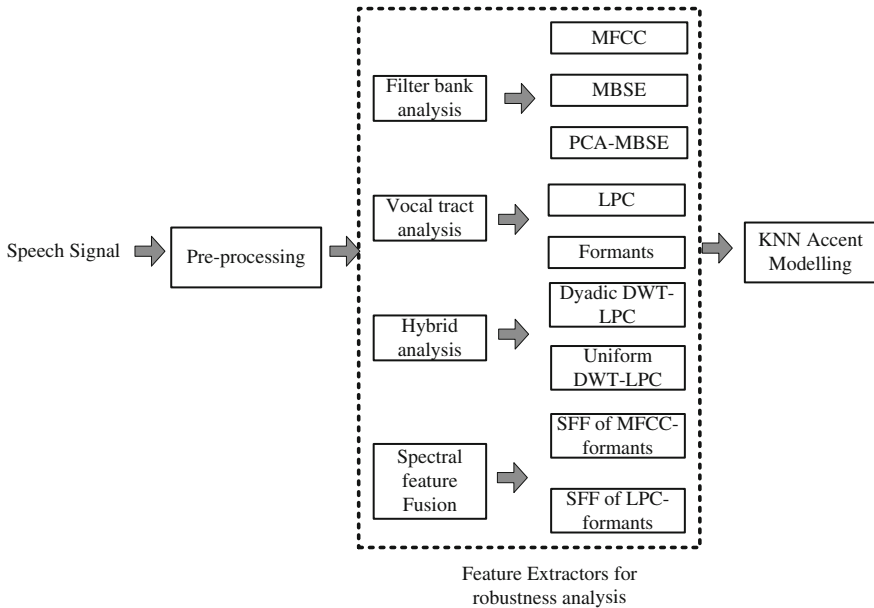 Speech Signal
Pre-processing
Filter bank
analysis
MFCC
MBSE
PCA-MBSE
Vocal tract
analysis
LPC
Formants
Hybrid
analysis
Dyadic DWT-
LPC
Uniform
DWT-LPC
Spectral
feature
Fusion
SFF of MFCC-
formants
SFF of LPC-
formants
KNN Accent
Modelling
Feature Extractors for
robustness analysis